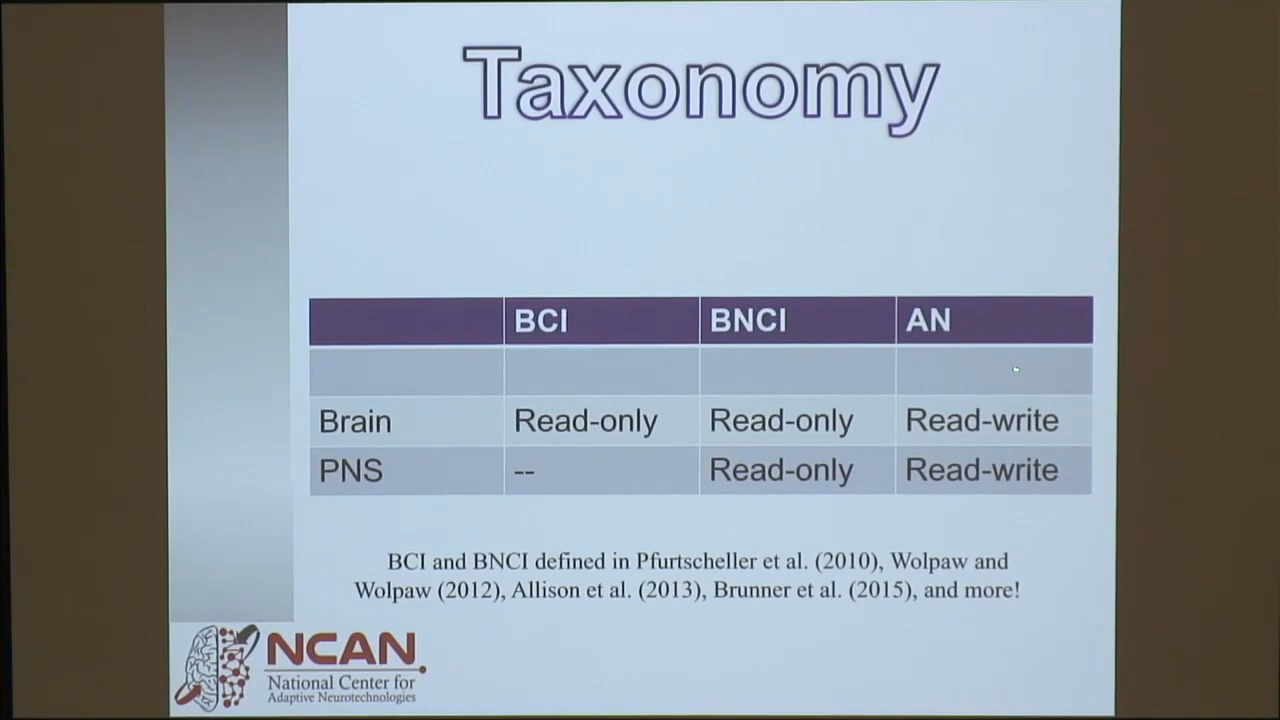 Taxonomy
BCI BNCI AN
Brain Read-only Read-only Read-write
PNS -- Read-only Read-write
BCI and BNCI defined in Pfurtscheller et al. (2010), Wolpaw and
Wolpaw (2012), Allison et al. (2013), Brunner et al. (2015), and more!
NCAN
National Center for
Adaptive Neurotechnologies